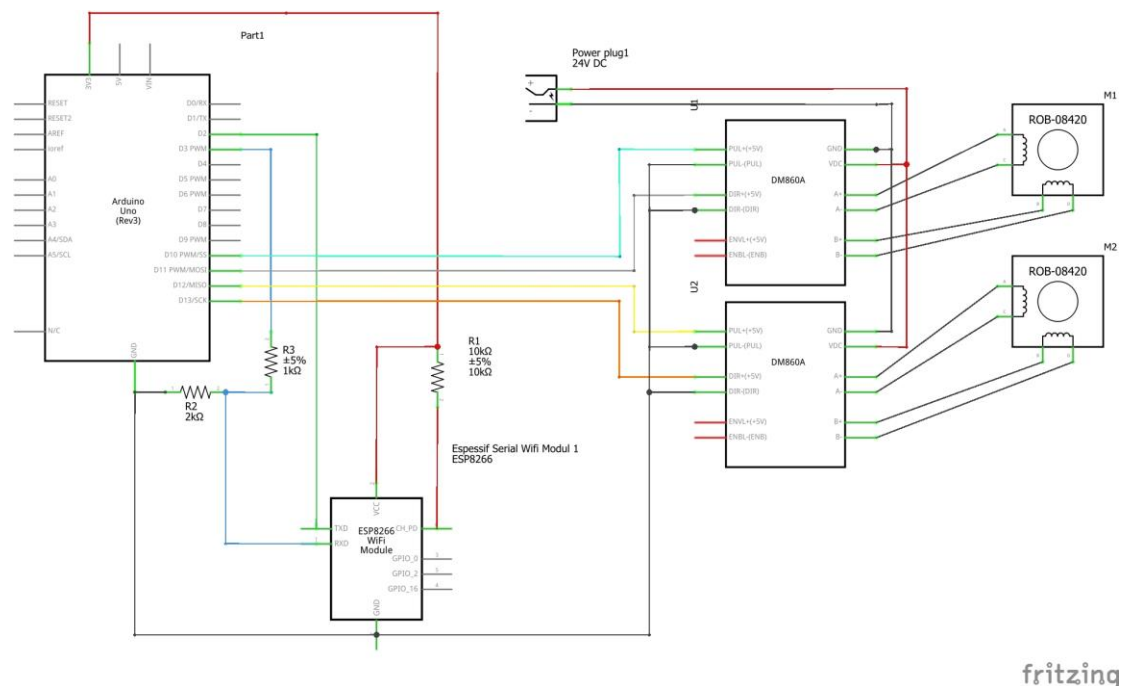 Part1
3V3
5V
VIN
RESET
RESET2
AREF
ioref
A0
A1
A2
A3
A4/SDA
A5/SCL
N/C
D0/RX
D1/TX
D2
D3 PWM
D4
D5 PWM
D6 PWM
D7
D8
D9 PWM
D10 PWM/SS
D11 PWM/MOSI
D12/MISO
D13/SCK
Arduino
Uno
(Rev3)
GND
R3
±5%
1kΩ
R2
2kΩ
R1
10kΩ
±5%
10kΩ
Espessif Serial Wifi Modul 1
ESP8266
VCC
TXD
RXD
ESP8266
WiFi
Module
CH_PD
GPIO_0
GPIO_2
GPIO_16
GND
Power plug1
24V DC
+
-
U1
PUL+(+5V)
PUL-(PUL)
DIR+(+5V)
DIR-(DIR)
ENVL+(+5V)
ENBL-(ENB)
DM860A
GND
VDC
A+
A-
B+
B-
U2
PUL+(+5V)
PUL-(PUL)
DIR+(+5V)
DIR-(DIR)
ENVL+(+5V)
ENBL-(ENB)
DM860A
GND
VDC
A+
A-
B+
B-
M1
ROB-08420
M2
ROB-08420
fritzing